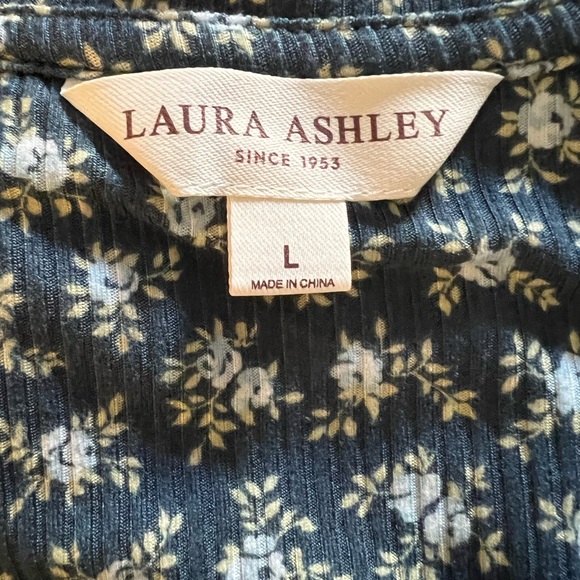 LAURA ASHLEY
SINCE 1953
L
MADE IN CHINA